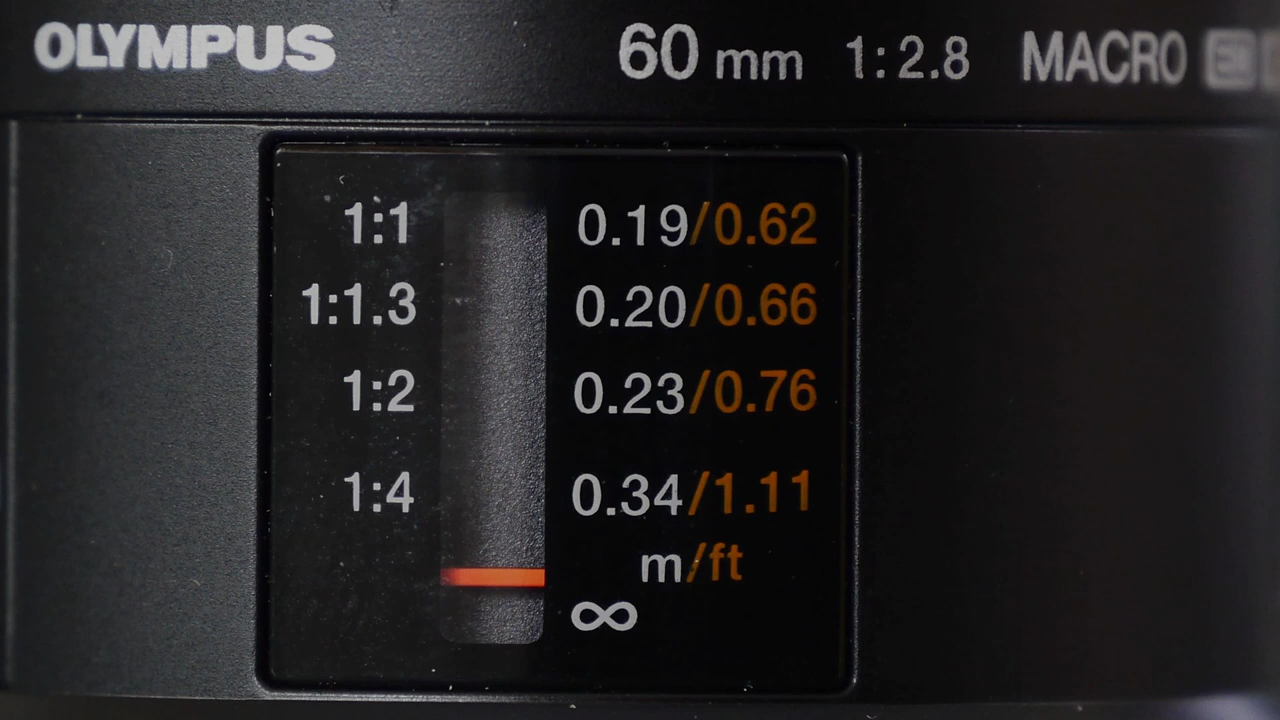 OLYMPUS 60 mm 1:2.8 MACRO
1:1 0.19/0.62
1:1.3 0.20/0.66
1:2 0.23/0.76
1:4 0.34/1.11
m/ft
∞